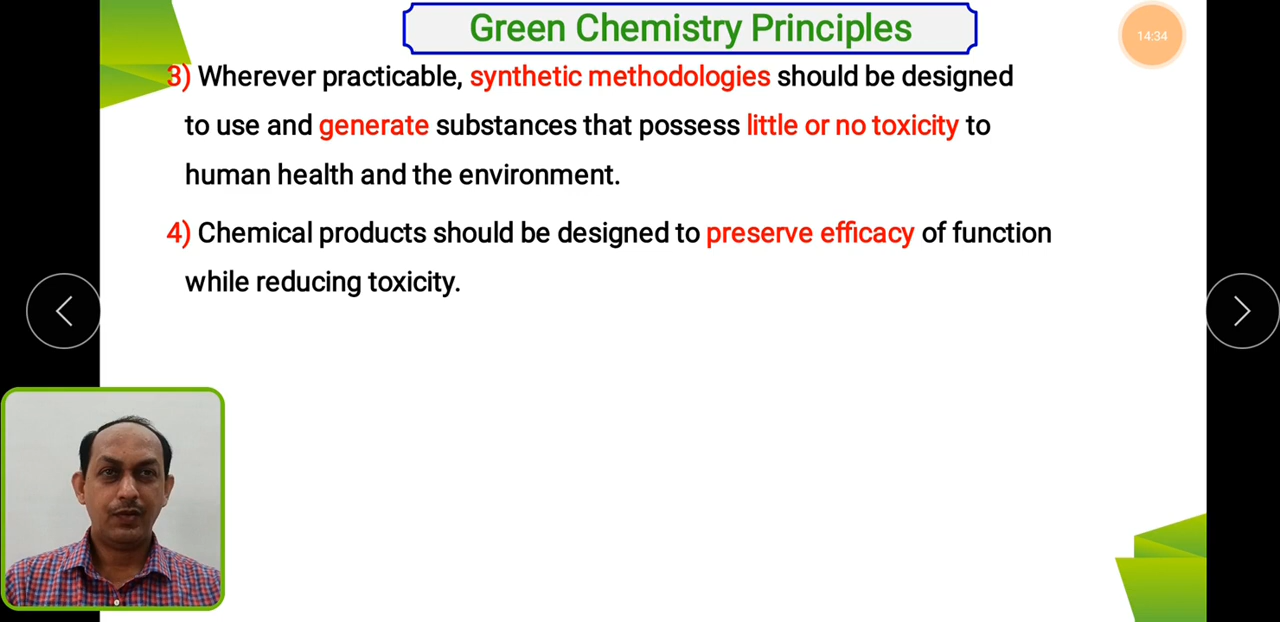 Green Chemistry Principles
14:34
3) Wherever practicable, synthetic methodologies should be designed
to use and generate substances that possess little or no toxicity to
human health and the environment.
4) Chemical products should be designed to preserve efficacy of function
while reducing toxicity.